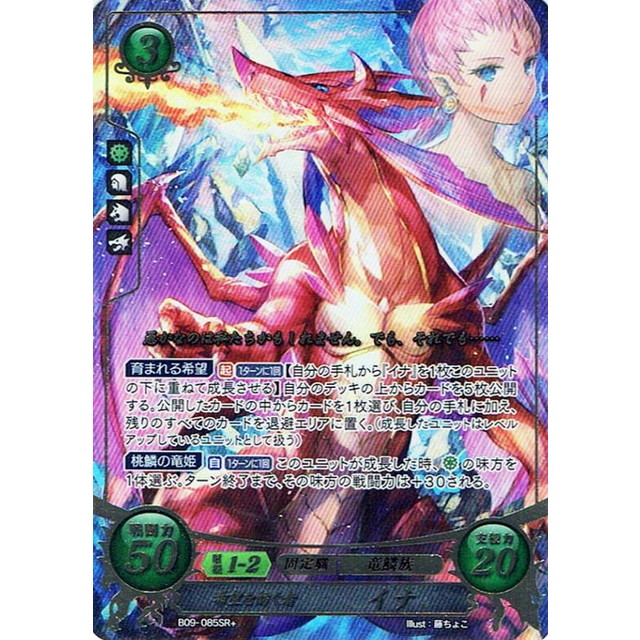 3
愚かなのは私たちかもしれません。でも、それでも……
育まれる希望 起 1ターンに1回【自分の手札から「イナ」を1枚このユニット
の下に重ねて成長させる】自分のデッキの上からカードを5枚公開
する。公開したカードの中からカードを1枚選び、自分の手札に加え、
残りのすべてのカードを退避エリアに置く。(成長したユニットはレベル
アップしているユニットとして扱う)
桃鱗の竜姫 自 1ターンに1回 このユニットが成長した時、の味方を
1体選ぶ。ターン終了まで、その味方の戦闘力は+30される。
戦闘力
50
射程 1-2
固定職
竜鱗族
支援力
20
イナ
B09-085SR+
Illust:藤ちょこ